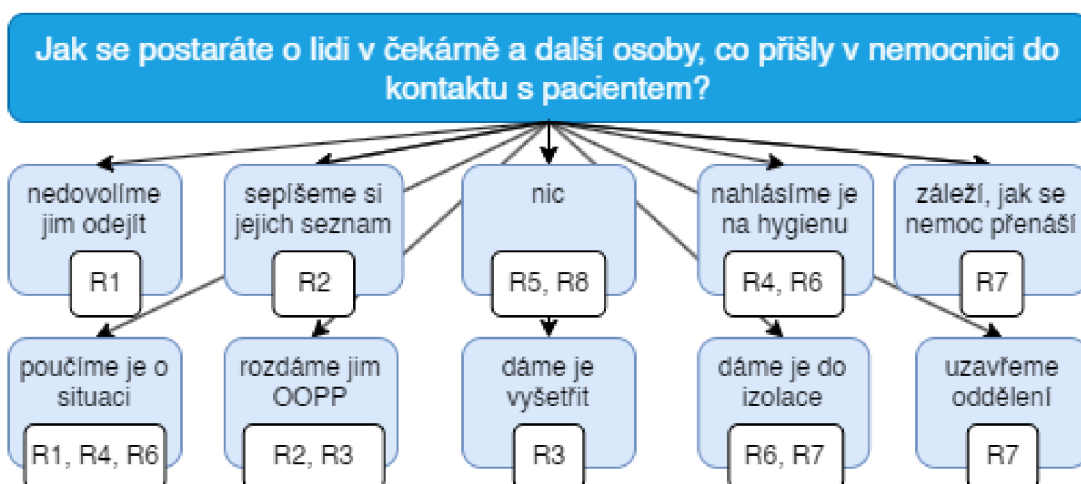 Jak se postaráte o lidi v čekárně a další osoby, co přišly v nemocnici do
kontaktu s pacientem?
nedovolíme
jim odejít
R1
sepíšeme si
jejich seznam
R2
nic
R5, R8
nahlásíme je
na hygienu
R4, R6
záleží, jak se
nemoc přenáší
R7
poučíme je o
situaci
R1, R4, R6
rozdáme jim
OOPP
R2, R3
dáme je
vyšetřit
R3
dáme je do
izolace
R6, R7
uzavřeme
oddělení
R7